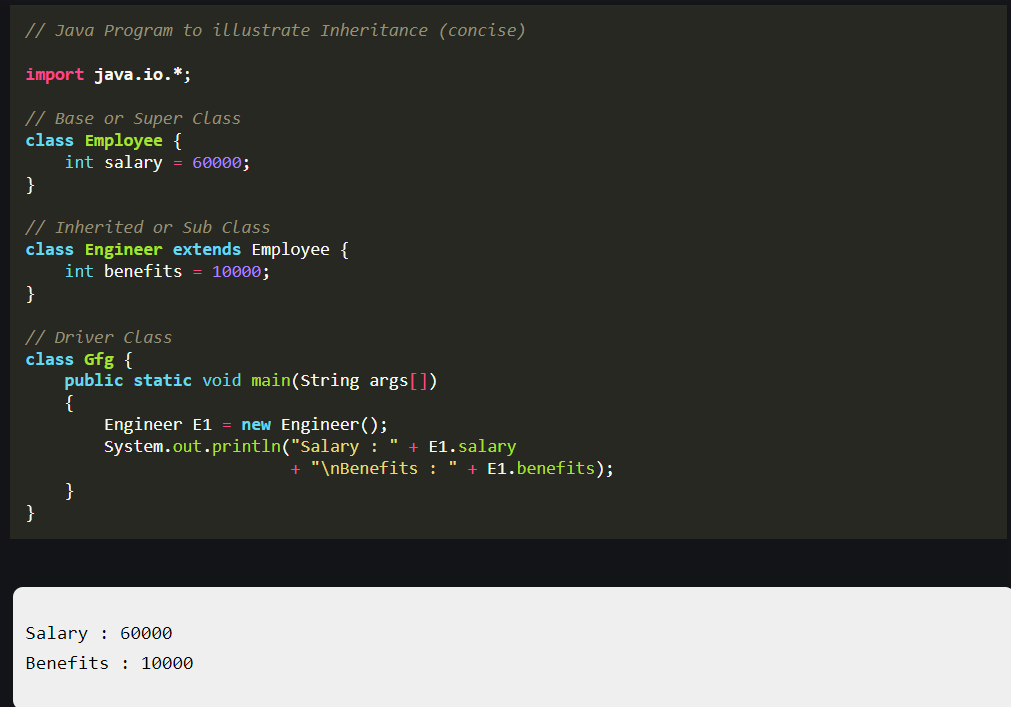 // Java Program to illustrate Inheritance (concise)
import java.io.*;
// Base or Super Class
class Employee {
int salary = 60000;
}
// Inherited or Sub Class
class Engineer extends Employee {
int benefits = 10000;
}
// Driver Class
class Gfg {
public static void main(String args[])
{
Engineer E1 = new Engineer();
System.out.println("Salary : " + E1.salary
+ "\nBenefits : " + E1.benefits);
}
}
Salary : 60000
Benefits : 10000